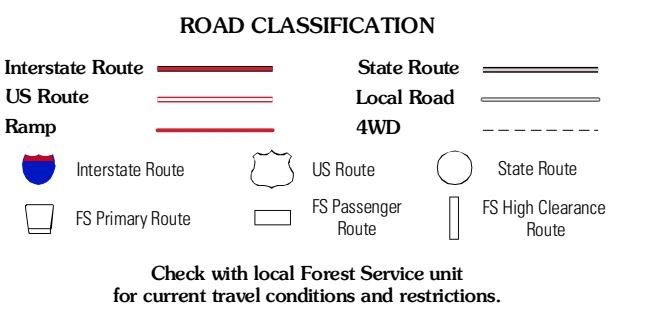 ROAD CLASSIFICATION
Interstate Route
State Route
US Route
Local Road
Ramp
4WD
Interstate Route
US Route
State Route
FS Primary Route
FS Passenger
Route
FS High Clearance
Route
Check with local Forest Service unit
for current travel conditions and restrictions.